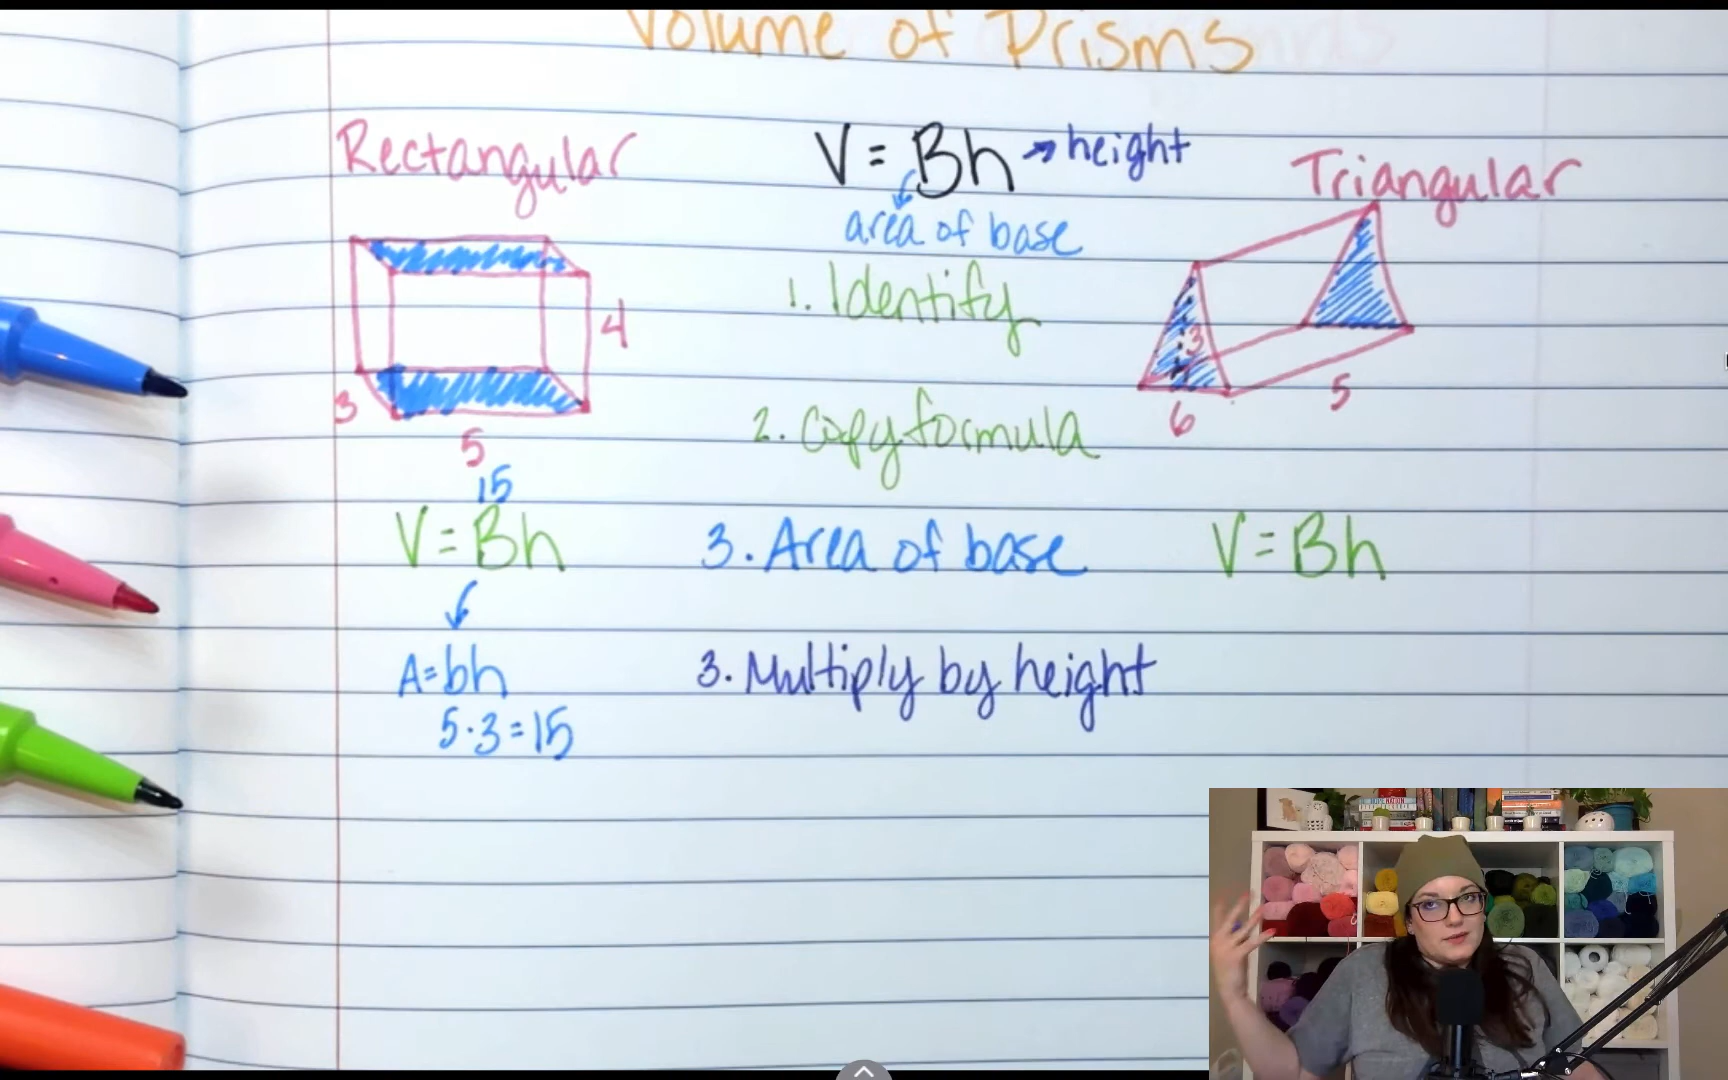 Volume of Prisms
Rectangular
V = Bh → height
area of base
Triangular
1. Identify
4
3
5
3
6
5
2. Copy formula
15
V = Bh
3. Area of base
V = Bh
A = bh
3. Multiply by height
5 · 3 = 15